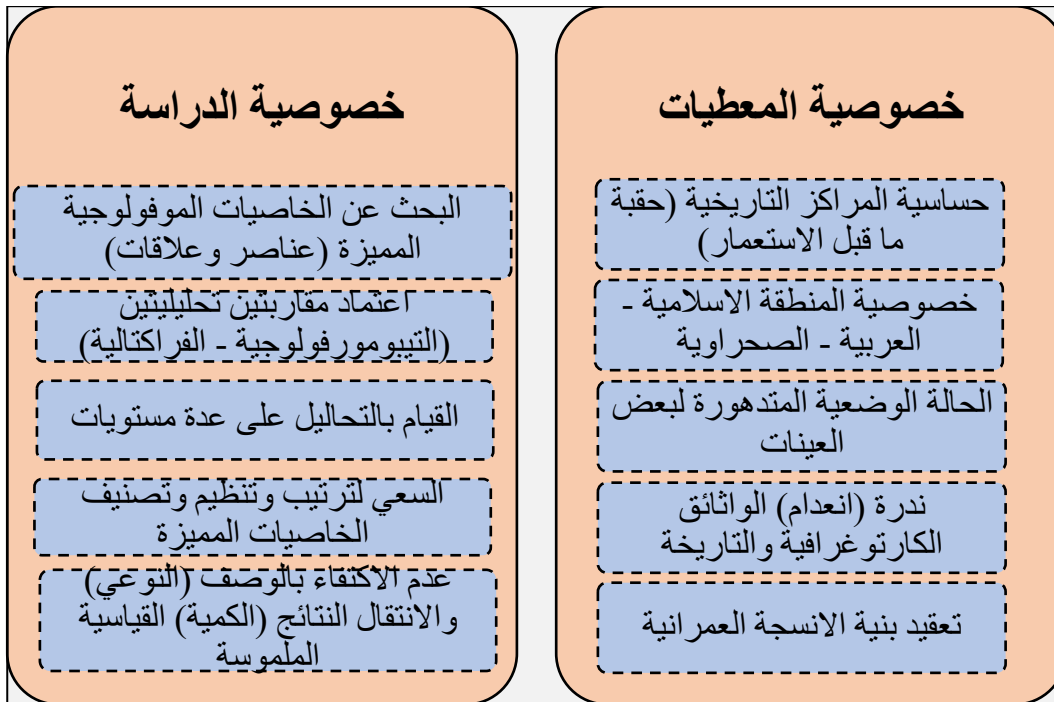 خصوصية المعطيات
حساسية المراكز التاريخية (حقبة
ما قبل الاستعمار)
خصوصية المنطقة الاسلامية -
العربية - الصحراوية
الحالة الوضعية المتدهورة لبعض
العينات
ندرة (انعدام) الوثائق
الكارتوغرافية والتاريخة
تعقيد بنية الانسجة العمرانية
خصوصية الدراسة
البحث عن الخاصيات الموفولوجية
المميزة (عناصر وعلاقات)
اعتماد مقاربتين تحليليتين
(التيبومورفولوجية - الفراكتالية)
القيام بالتحاليل على عدة مستويات
السعي لترتيب وتنظيم وتصنيف
الخاصيات المميزة
عدم الاكتفاء بالوصف (النوعي)
والانتقال النتائج (الكمية) القياسية
الملموسة